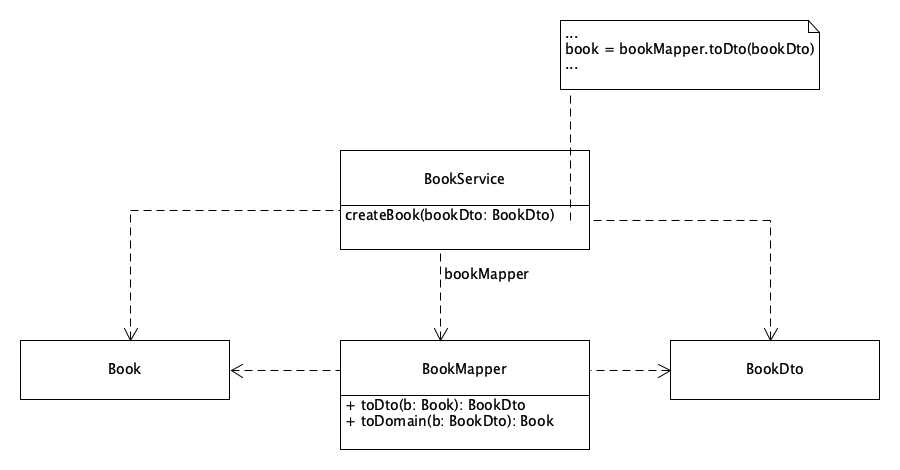 ...
book = bookMapper.toDto(bookDto)
...
BookService
createBook(bookDto: BookDto)
bookMapper
Book
BookMapper
BookDto
+ toDto(b: Book): BookDto
+ toDomain(b: BookDto): Book